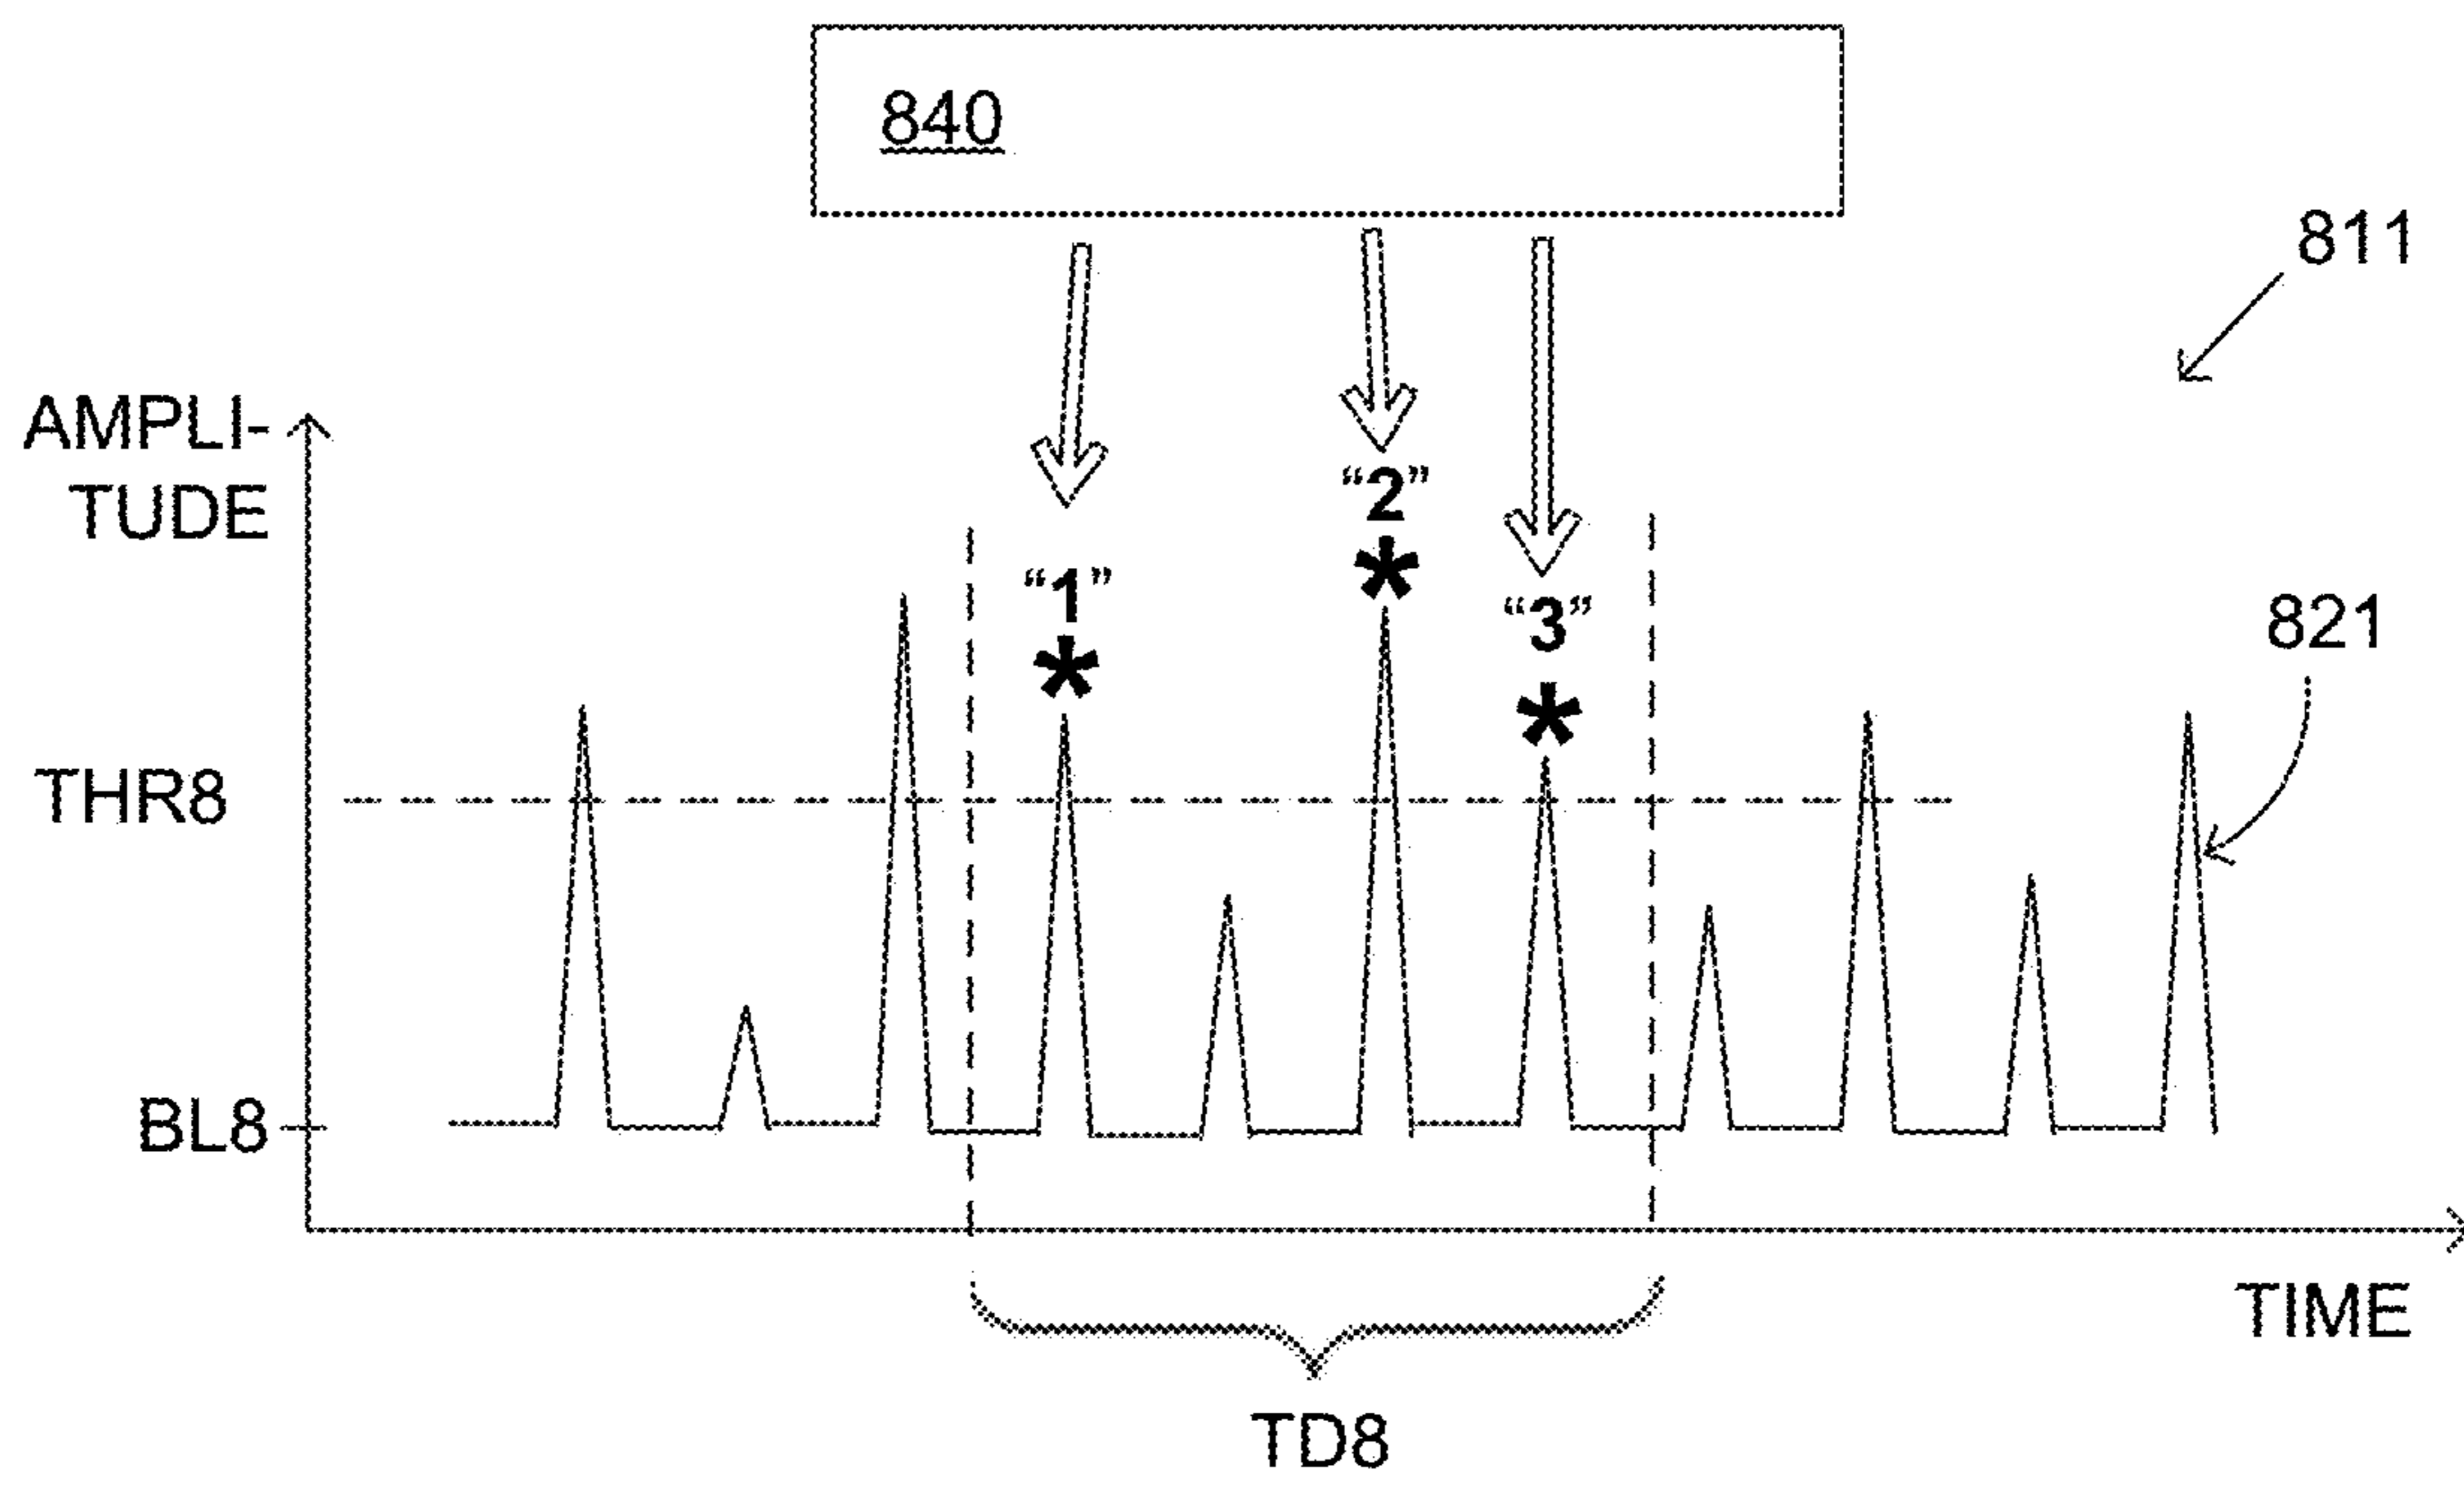 840
811
AMPLI-
TUDE
“2”
“1”
*
“3”
*
*
821
THR8
BL8
TIME
TD8